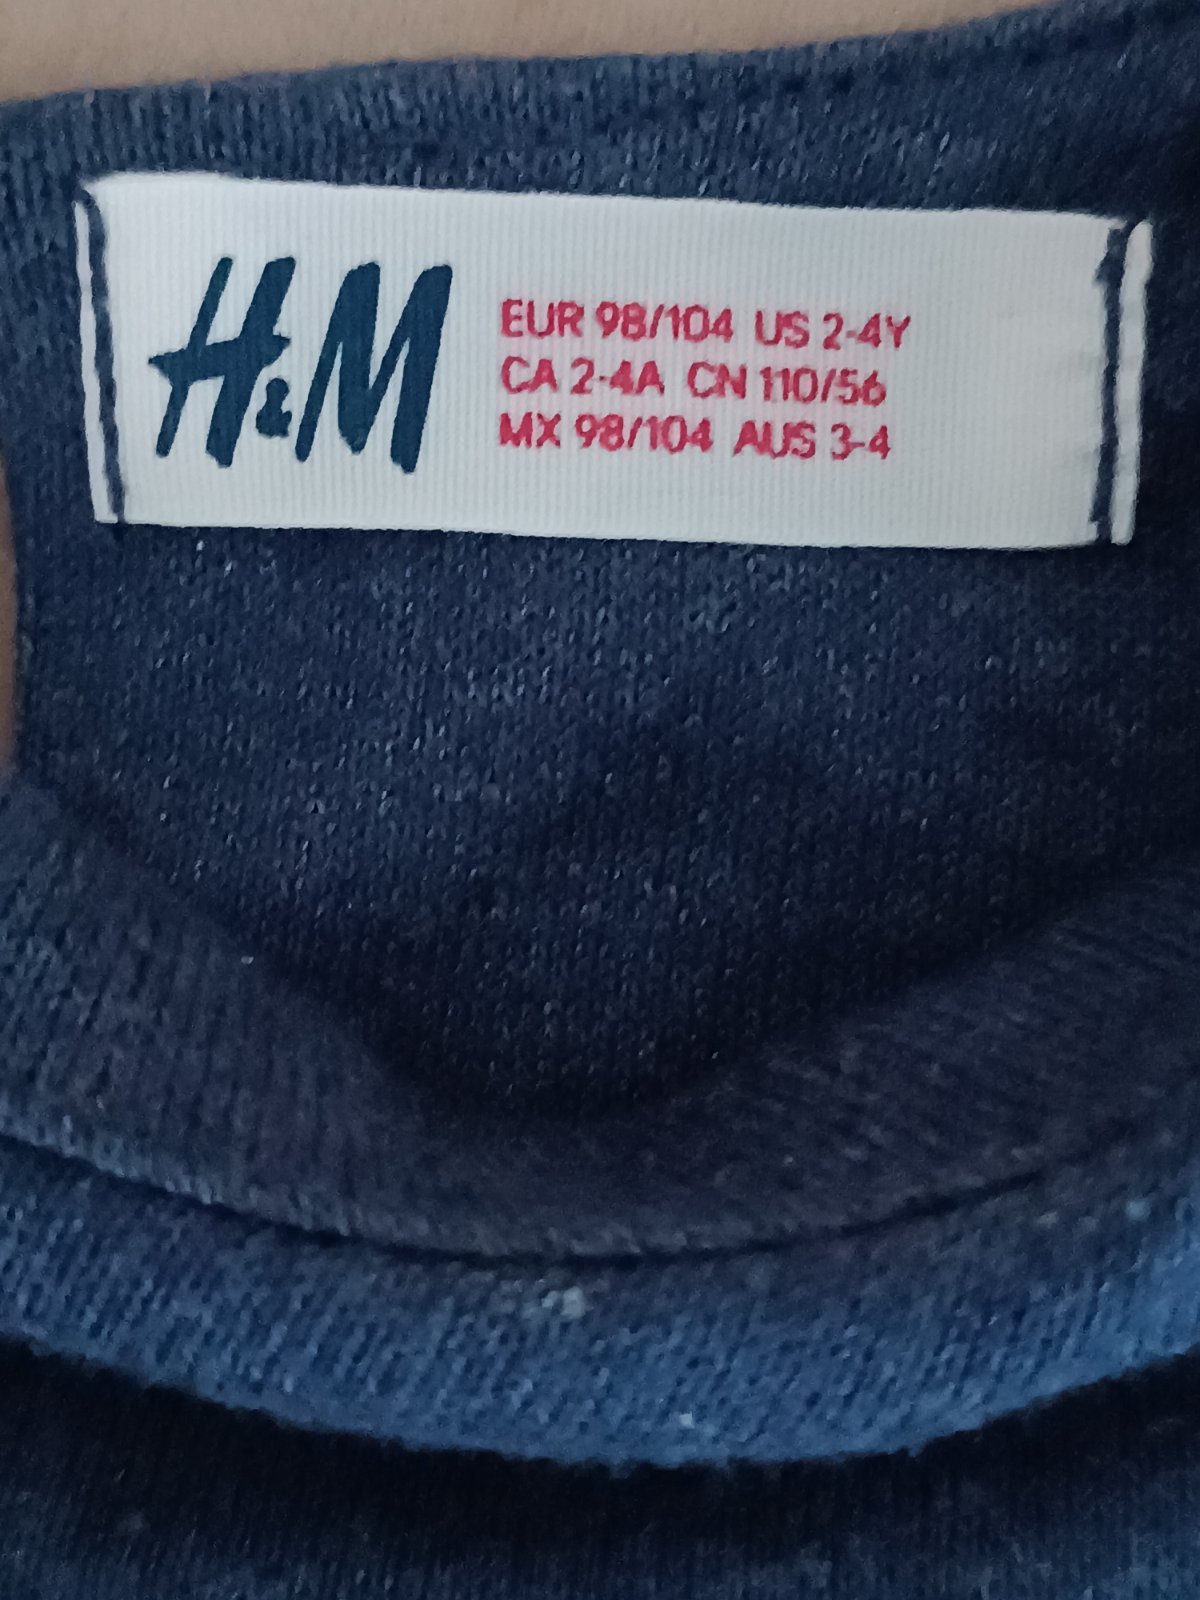 H&M
EUR 98/104 US 2-4Y
CA 2-4A CN 110/56
MX 98/104 AUS 3-4